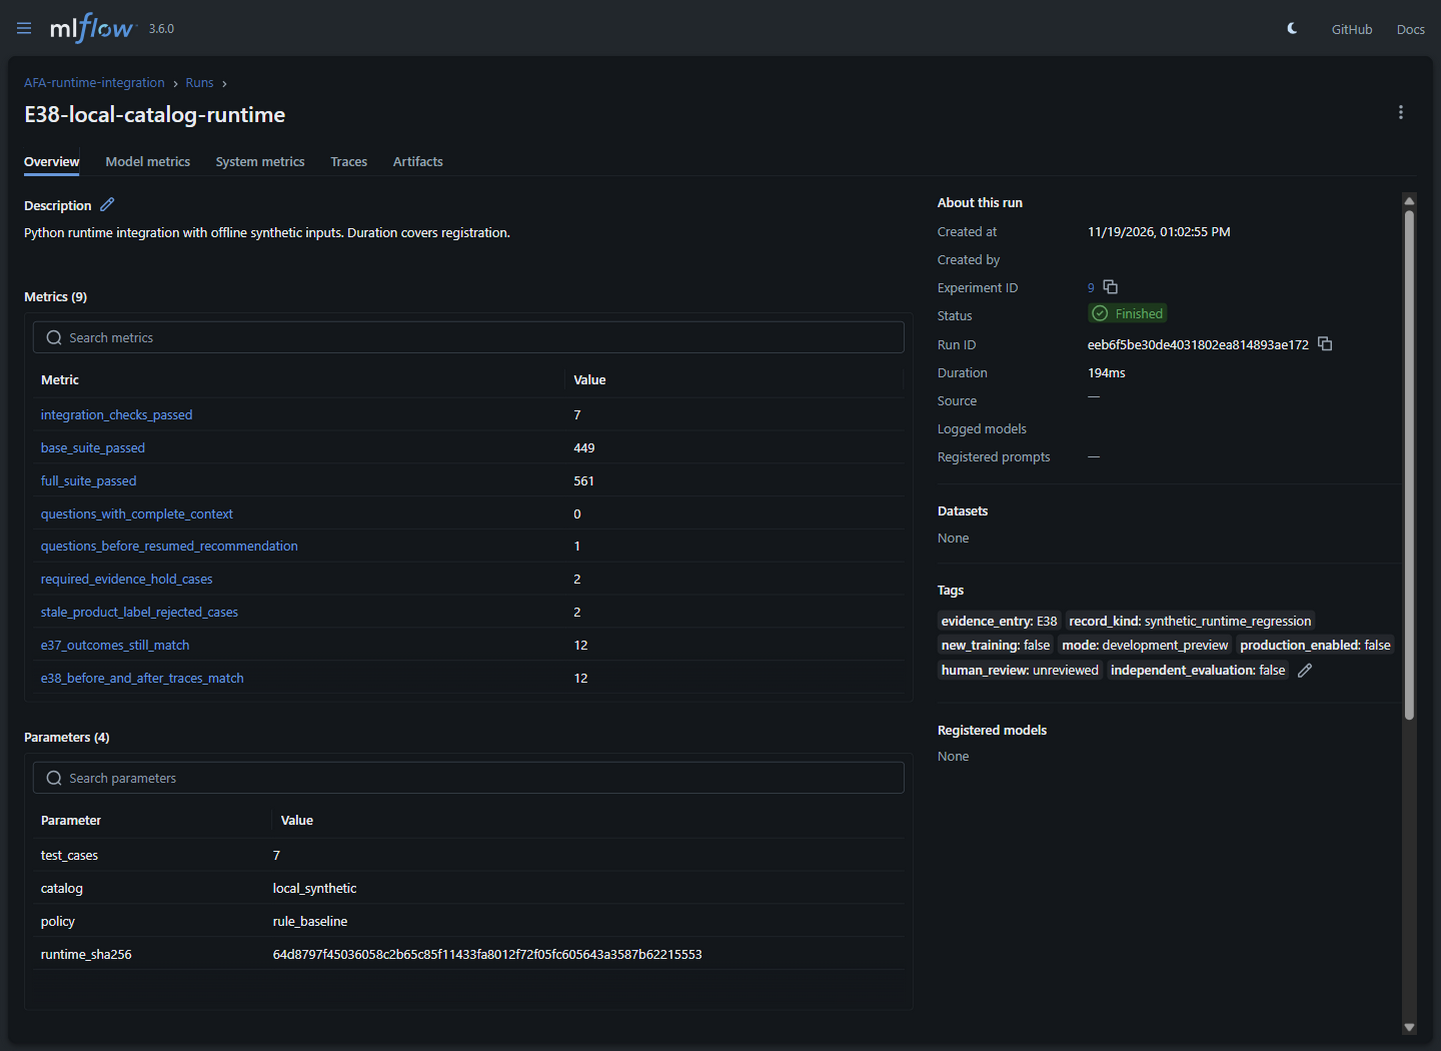 mlflow 3.6.0
GitHub Docs
AFA-runtime-integration > Runs >
E38-local-catalog-runtime
Overview Model metrics System metrics Traces Artifacts
Description
Python runtime integration with offline synthetic inputs. Duration covers registration.
Metrics (9)
Search metrics
Metric Value
integration_checks_passed 7
base_suite_passed 449
full_suite_passed 561
questions_with_complete_context 0
questions_before_resumed_recommendation 1
required_evidence_hold_cases 2
stale_product_label_rejected_cases 2
e37_outcomes_still_match 12
e38_before_and_after_traces_match 12
Parameters (4)
Search parameters
Parameter Value
test_cases 7
catalog local_synthetic
policy rule_baseline
runtime_sha256 64d8797f45036058c2b65c85f11433fa8012f72f05fc605643a3587b62215553
About this run
Created at 11/19/2026, 01:02:55 PM
Created by
Experiment ID 9
Status Finished
Run ID eeb6f5be30de4031802ea814893ae172
Duration 194ms
Source —
Logged models
Registered prompts —
Datasets
None
Tags
evidence_entry: E38 record_kind: synthetic_runtime_regression
new_training: false mode: development_preview production_enabled: false
human_review: unreviewed independent_evaluation: false
Registered models
None